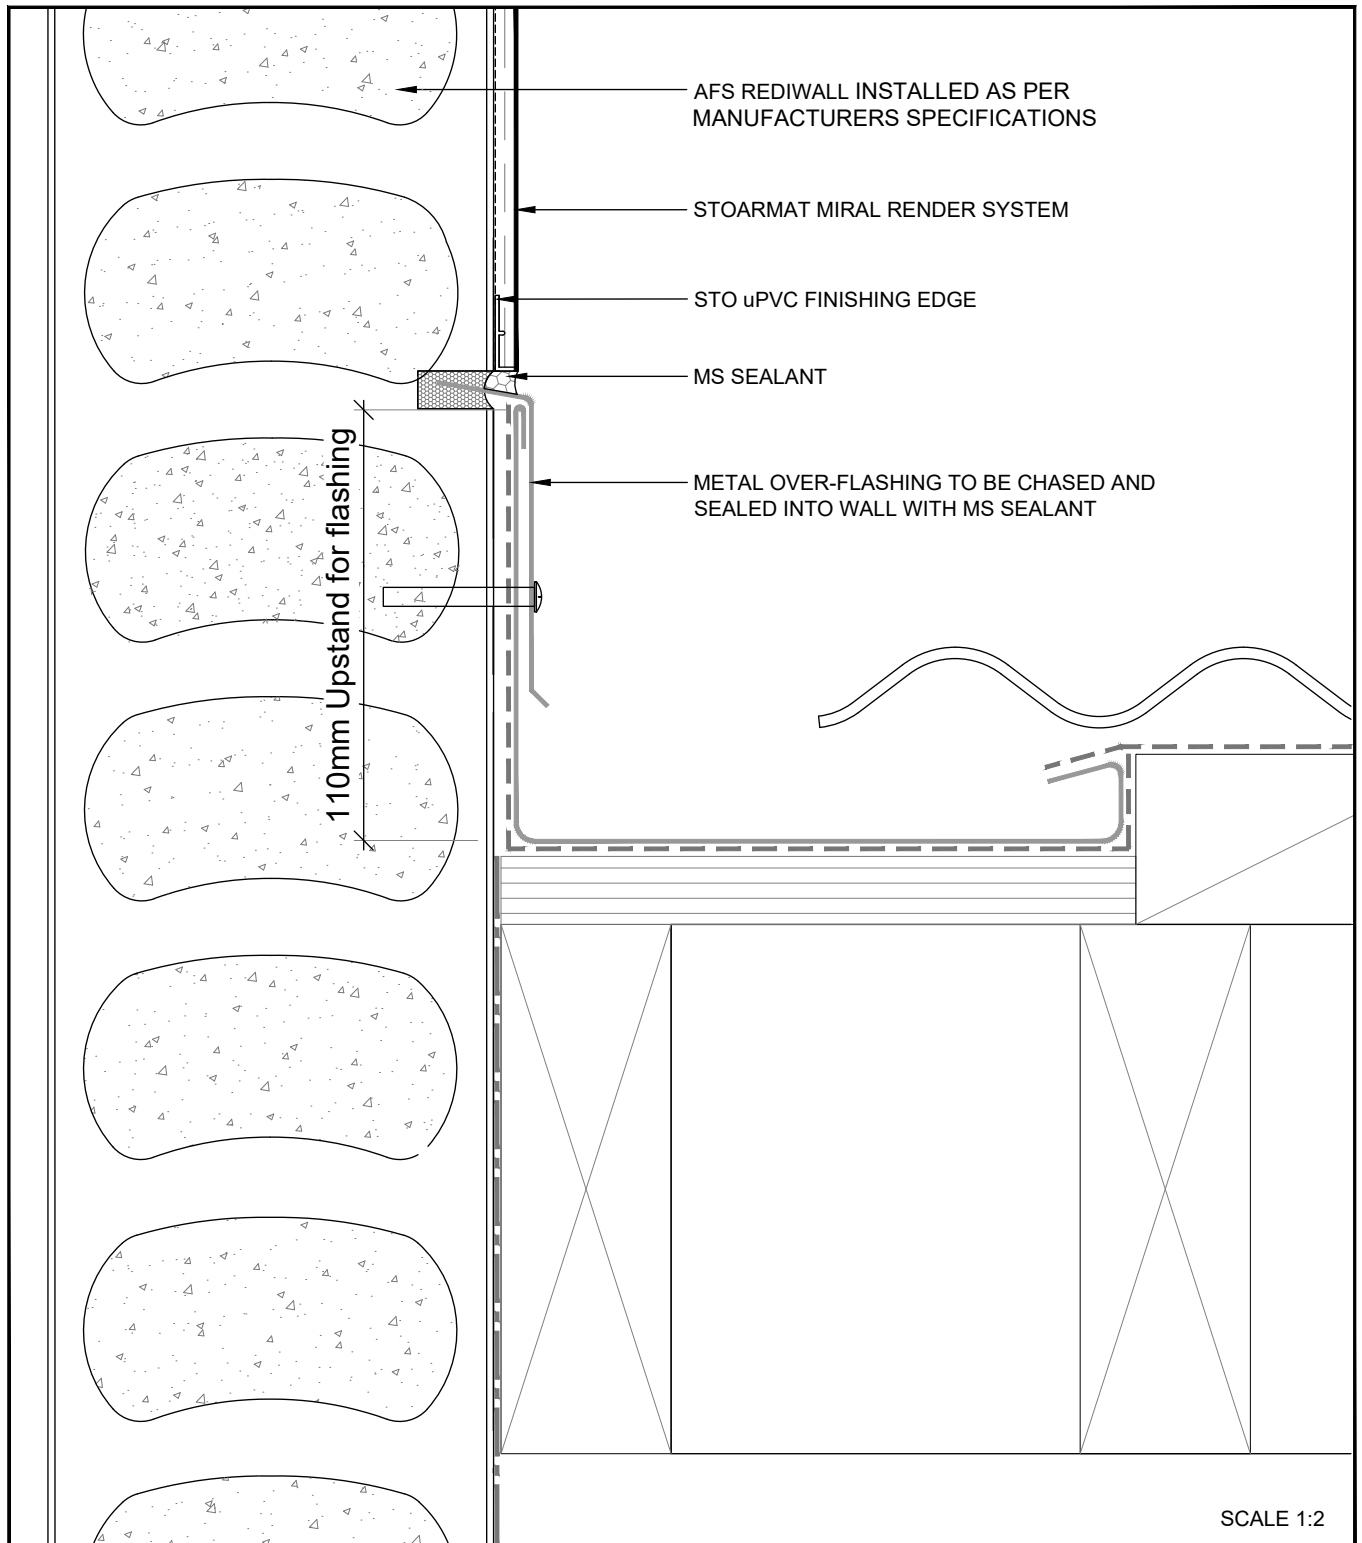 AFS REDIWALL INSTALLED AS PER
MANUFACTURERS SPECIFICATIONS
STOARMAT MIRAL RENDER SYSTEM
STO uPVC FINISHING EDGE
MS SEALANT
METAL OVER-FLASHING TO BE CHASED AND
SEALED INTO WALL WITH MS SEALANT
110mm Upstand for flashing
SCALE 1:2